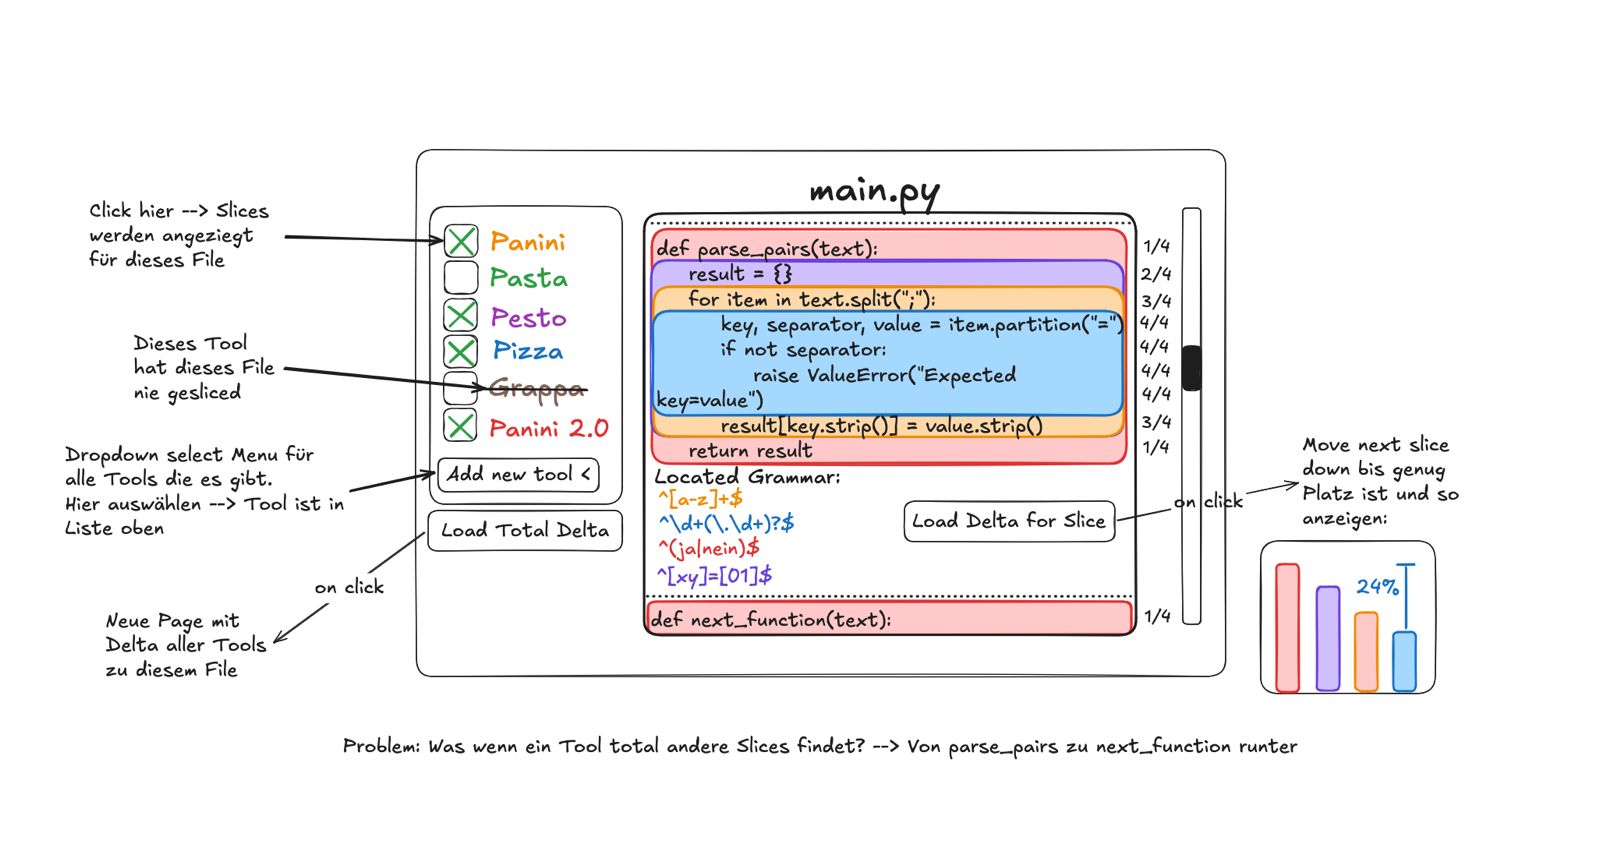 main.py
Click hier --> Slices
werden angeziegt
für dieses File
Dieses Tool
hat dieses File
nie gesliced
Dropdown select Menu für
alle Tools die es gibt.
Hier auswählen --> Tool ist in
Liste oben
on click
Neue Page mit
Delta aller Tools
zu diesem File
Panini
Pasta
Pesto
Pizza
Grappa
Panini 2.0
Add new tool <
Load Total Delta
def parse_pairs(text):
result = {}
for item in text.split(";"):
key, separator, value = item.partition("=")
if not separator:
raise ValueError("Expected
key=value")
result[key.strip()] = value.strip()
return result
Located Grammar:
^[a-z]+$
^\d+(\.\d+)?$
^(ja|nein)$
^[xy]=[01]$
Load Delta for Slice
def next_function(text):
1/4
2/4
3/4
4/4
4/4
4/4
4/4
3/4
1/4
1/4
on click
Move next slice
down bis genug
Platz ist und so
anzeigen:
24%
Problem: Was wenn ein Tool total andere Slices findet? --> Von parse_pairs zu next_function runter